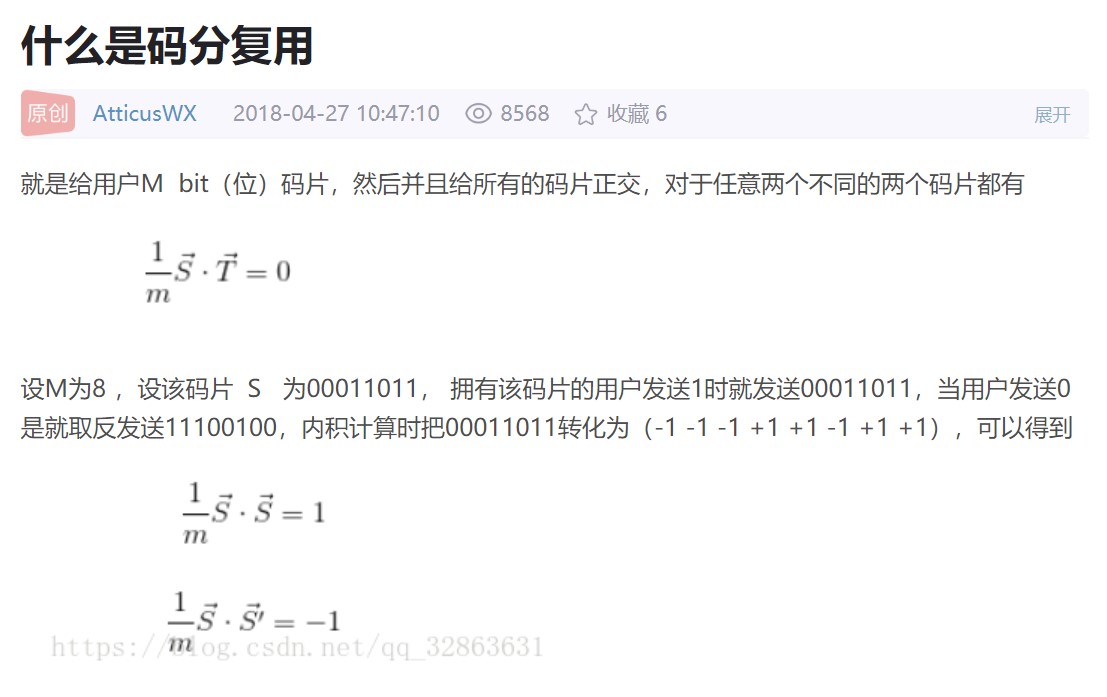 什么是码分复用
原创 AtticusWX 2018-04-27 10:47:10 8568 收藏 6 展开
就是给用户M bit（位）码片，然后并且给所有的码片正交，对于任意两个不同的两个码片都有
\frac{1}{m}\vec{S}\cdot\vec{T}=0
设M为8 ，设该码片 S 为00011011， 拥有该码片的用户发送1时就发送00011011，当用户发送0
是就取反发送11100100，内积计算时把00011011转化为（-1 -1 -1 +1 +1 -1 +1 +1），可以得到
\frac{1}{m}\vec{S}\cdot\vec{S}=1
\frac{1}{m}\vec{S}\cdot\vec{S'}=-1
https://blog.csdn.net/qq_32863631